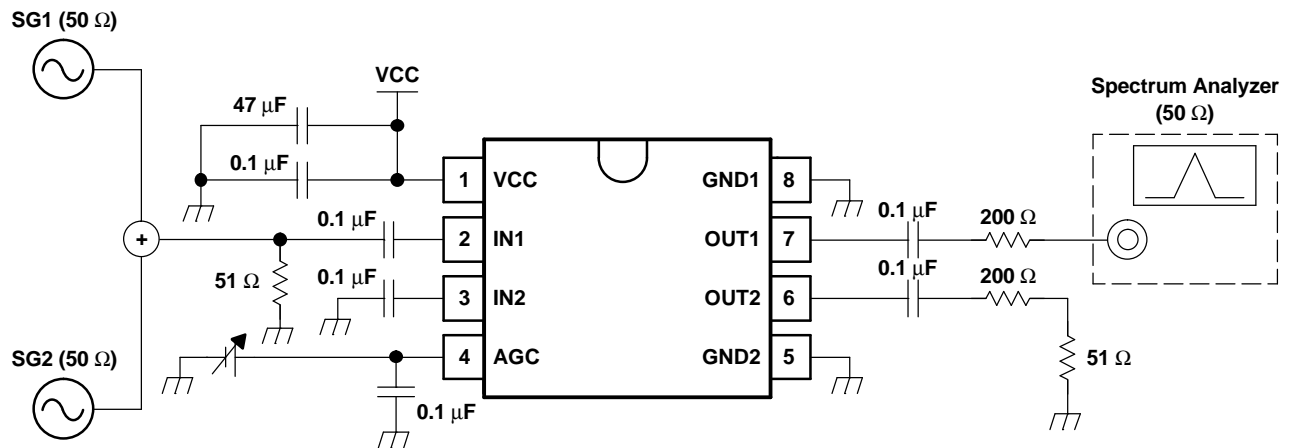 SG1 (50 Ω)
VCC
47 µF
0.1 µF
Spectrum Analyzer
(50 Ω)
1 VCC GND1 8
0.1 µF
0.1 µF
200 Ω
+
2 IN1 OUT1 7
51 Ω
0.1 µF
0.1 µF
200 Ω
3 IN2 OUT2 6
SG2 (50 Ω)
4 AGC GND2 5
51 Ω
0.1 µF